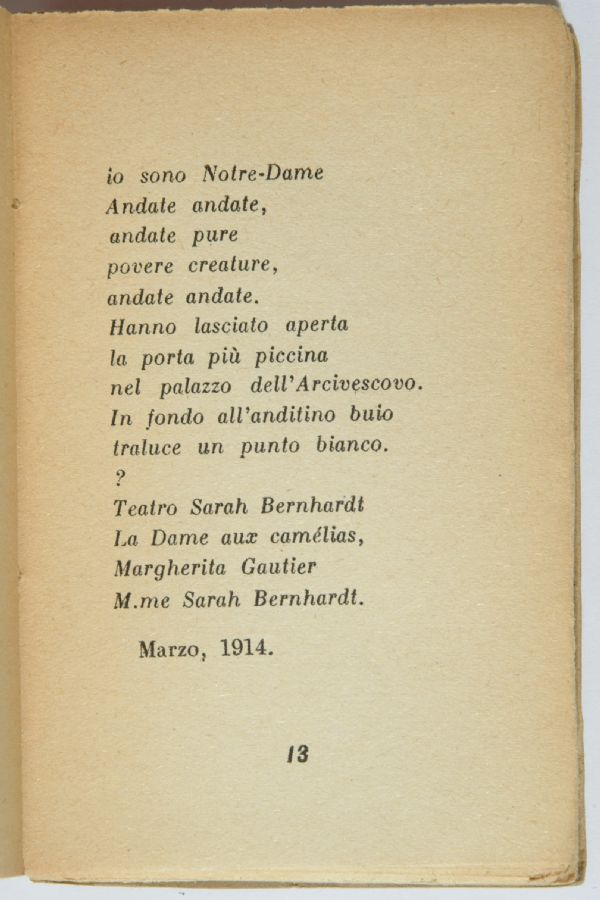 io sono Notre-Dame
Andate andate,
andate pure
povere creature,
andate andate.
Hanno lasciato aperta
la porta più piccina
nel palazzo dell'Arcivescovo.
In fondo all'anditino buio
traluce un punto bianco.
?
Teatro Sarah Bernhardt
La Dame aux camélias,
Margherita Gautier
M.me Sarah Bernhardt.
Marzo, 1914.
13